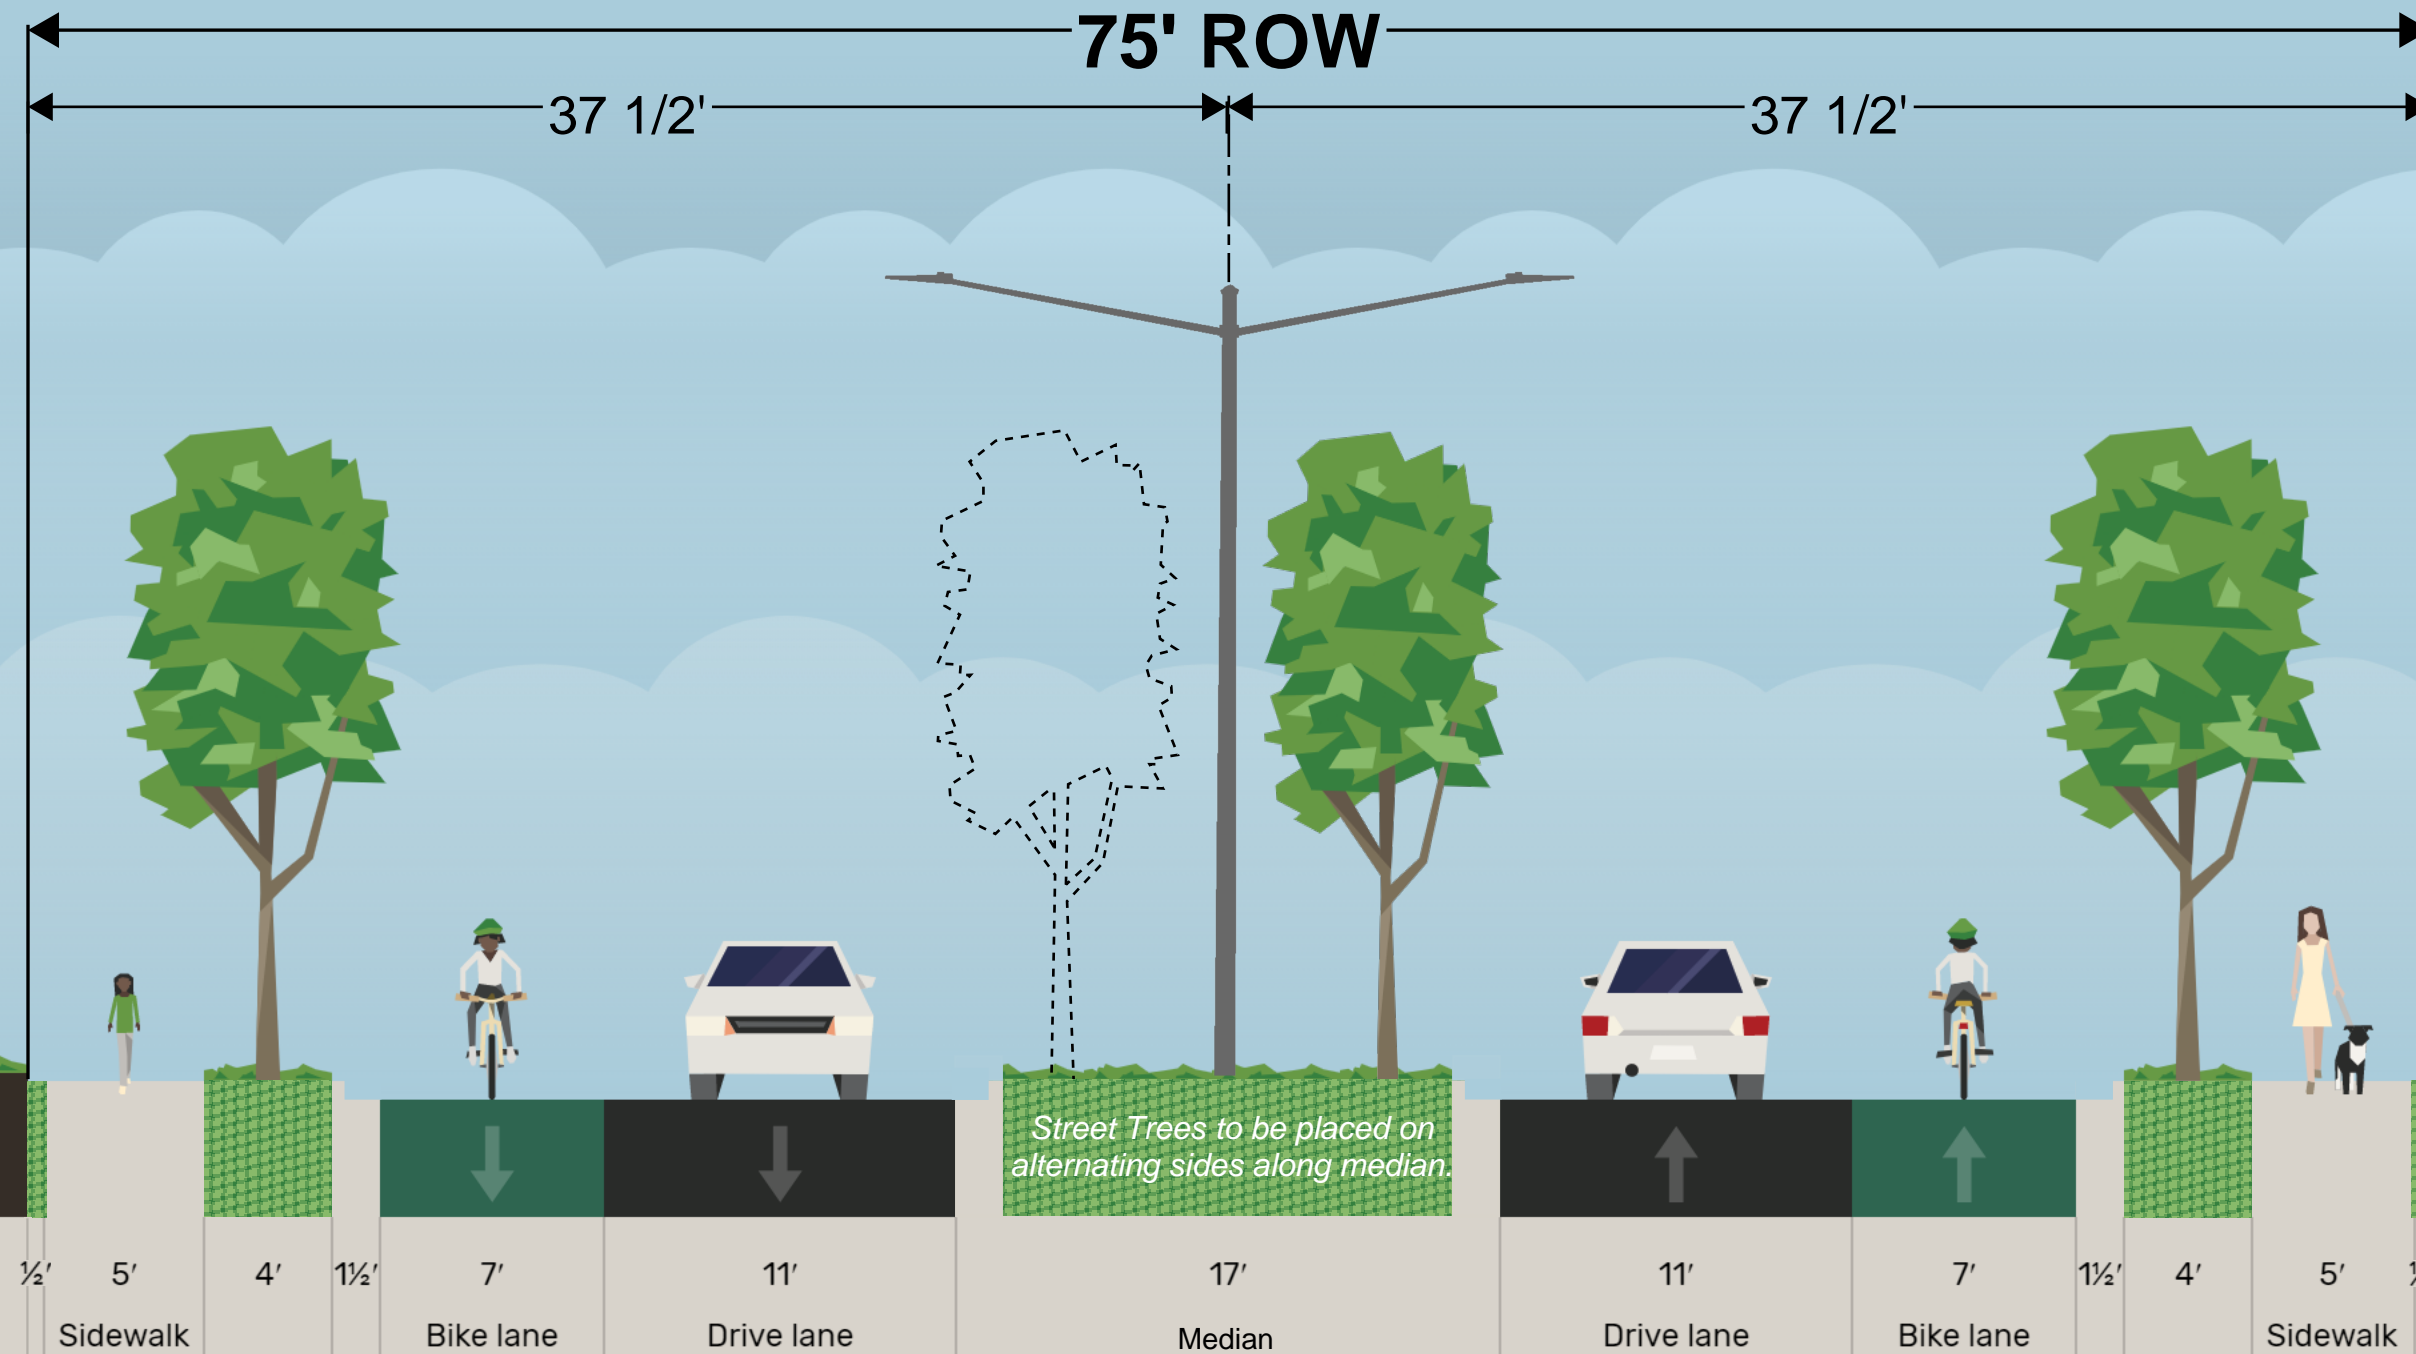 75' ROW
37 1/2' 37 1/2'
Street Trees to be placed on
alternating sides along median.
½′ 5′ 4′ 1½′ 7′ 11′ 17′ 11′ 7′ 1½′ 4′ 5′
Sidewalk Bike lane Drive lane Median Drive lane Bike lane Sidewalk